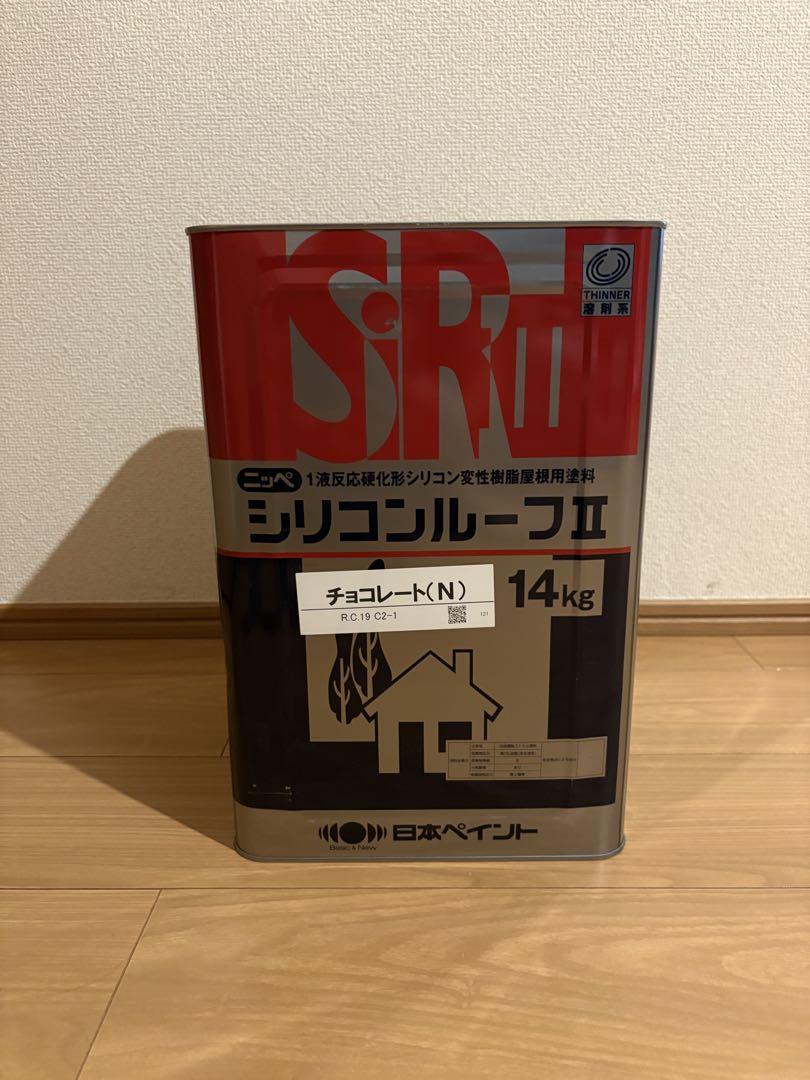 SiRII
THINNER
溶剤系
ニッペ 1液反応硬化形シリコン変性樹脂屋根用塗料
シリコンルーフII
チョコレート(N)
R.C.19 C2-1
121
14kg
日本ペイント
Basic & New